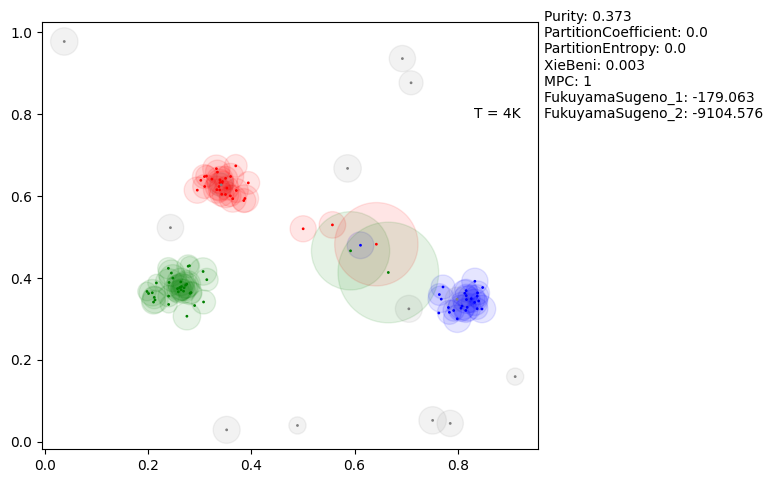 Purity: 0.373
PartitionCoefficient: 0.0
PartitionEntropy: 0.0
XieBeni: 0.003
MPC: 1
FukuyamaSugeno_1: -179.063
FukuyamaSugeno_2: -9104.576
T = 4K
1.0
0.8
0.6
0.4
0.2
0.0
0.0 0.2 0.4 0.6 0.8